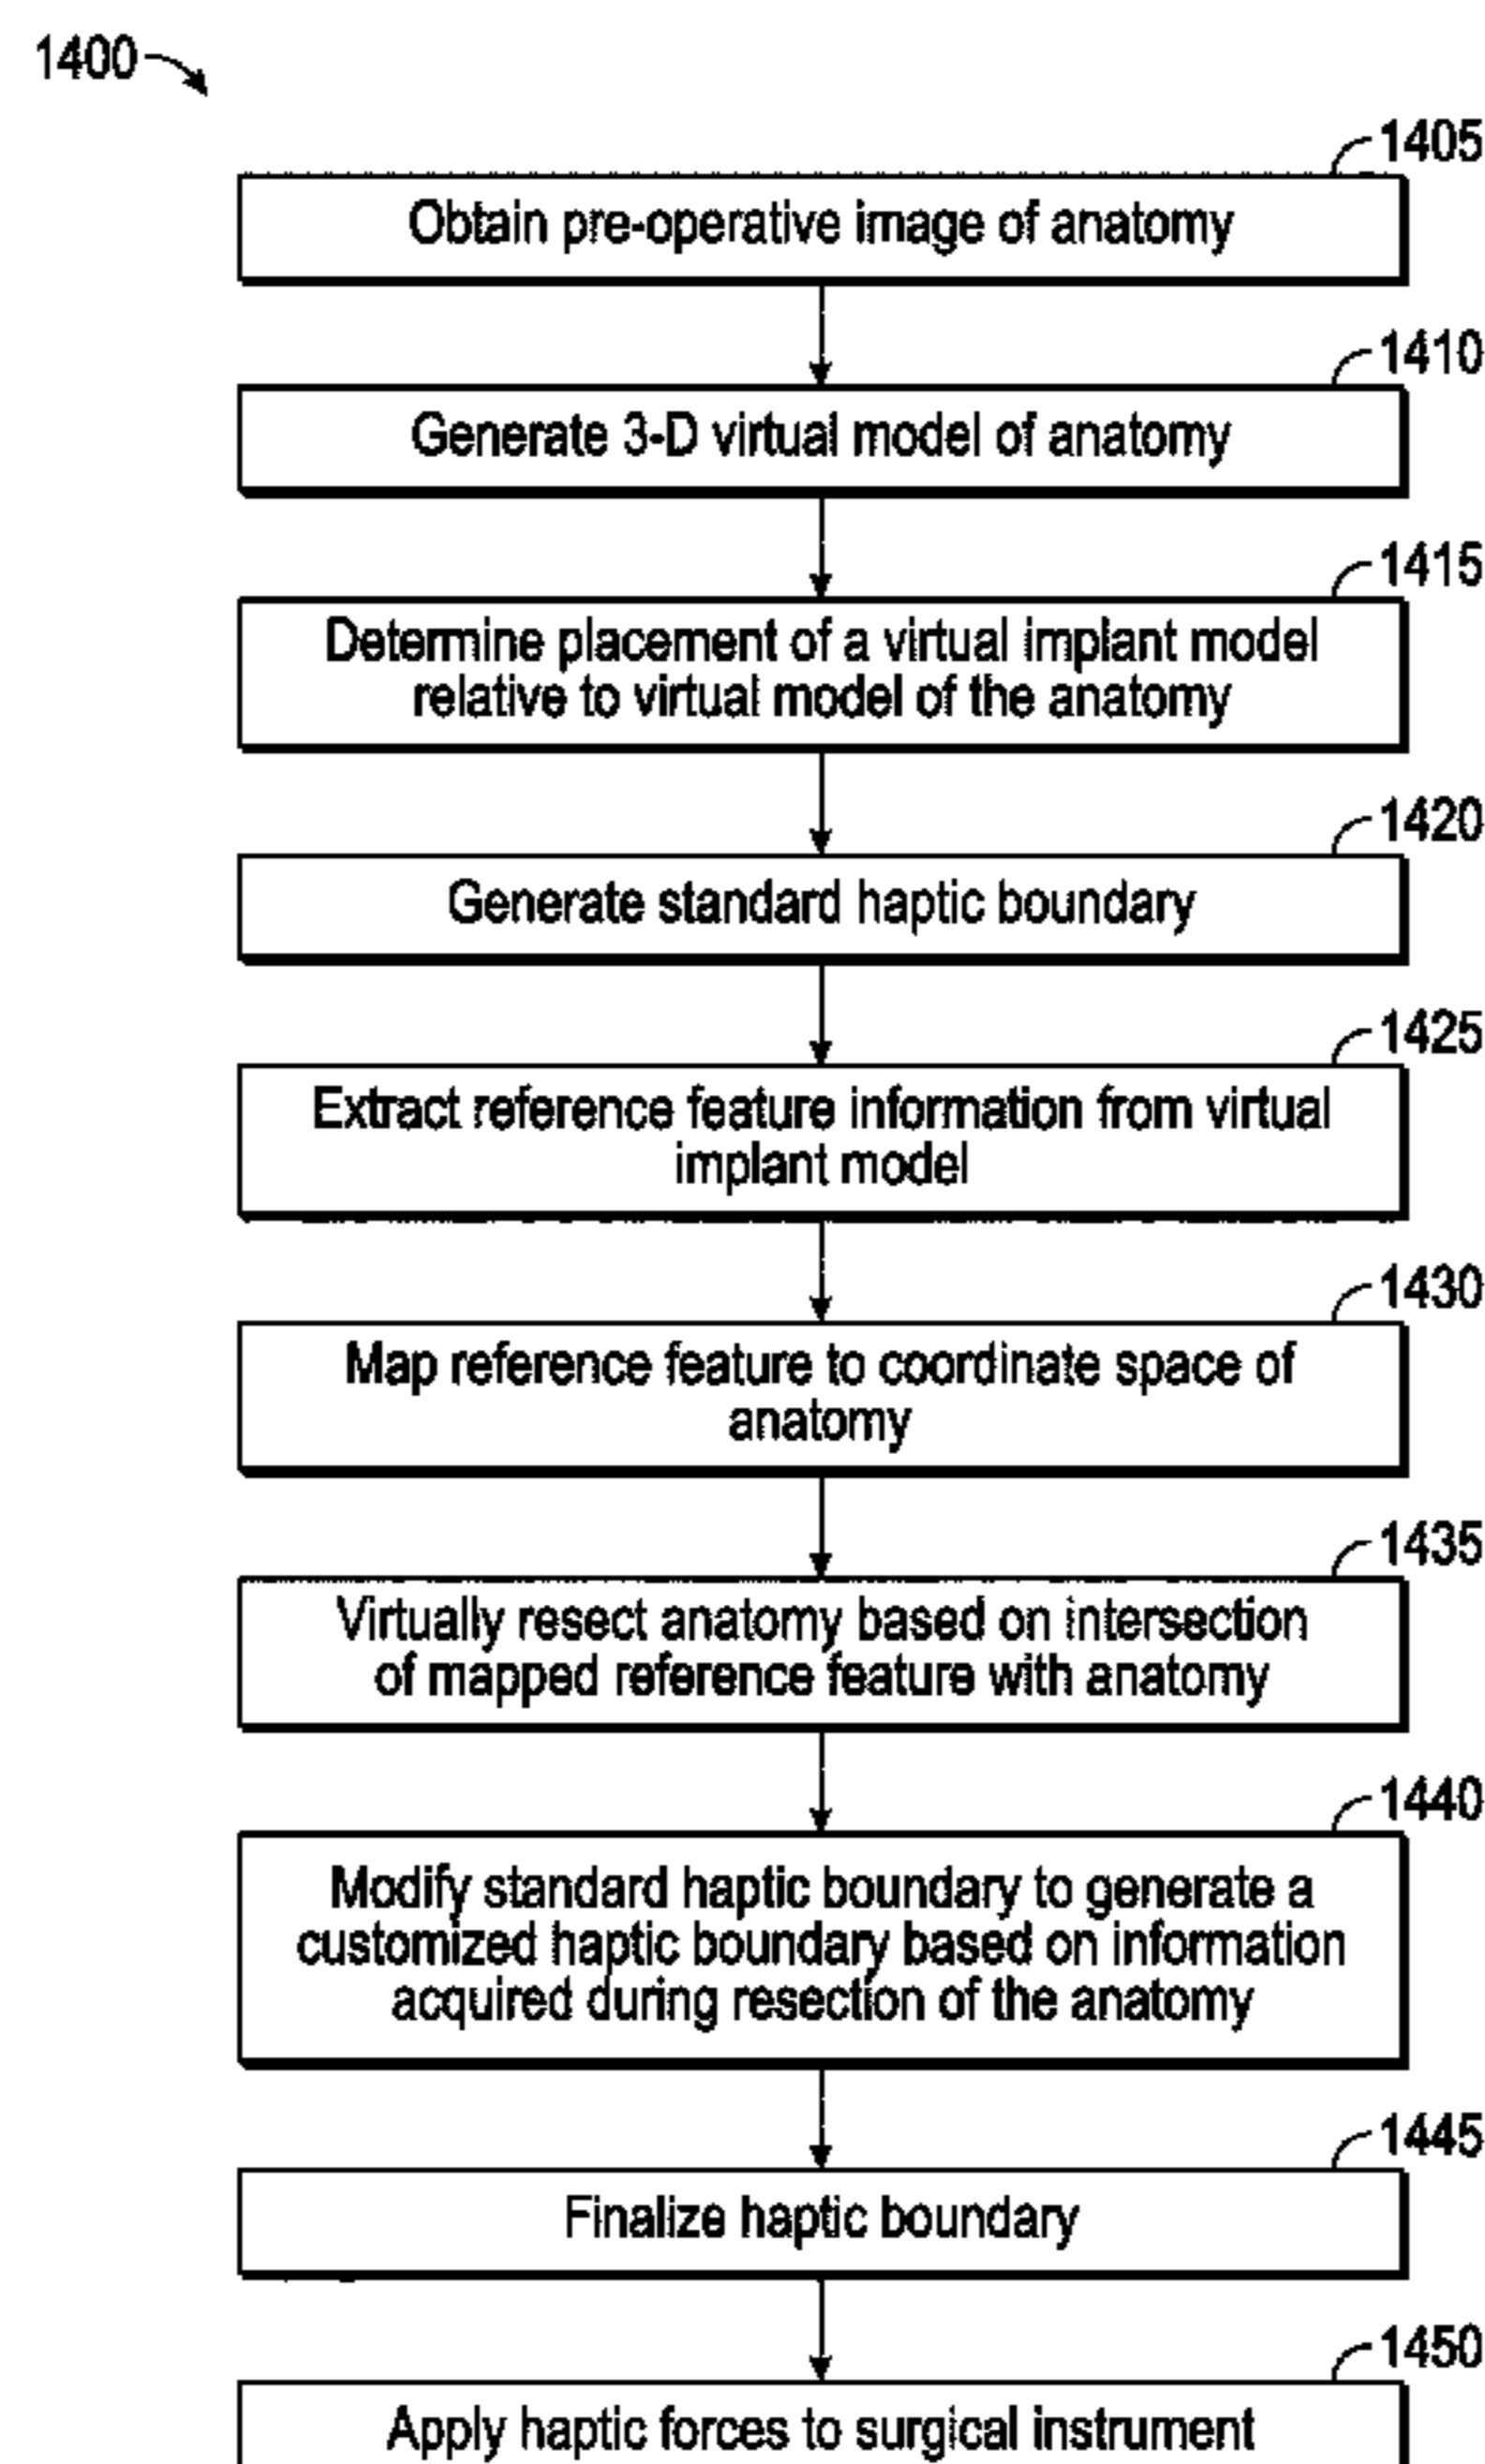 1400
1405
Obtain pre-operative image of anatomy
1410
Generate 3-D virtual model of anatomy
1415
Determine placement of a virtual implant model
relative to virtual model of the anatomy
1420
Generate standard haptic boundary
1425
Extract reference feature information from virtual
implant model
1430
Map reference feature to coordinate space of
anatomy
1435
Virtually resect anatomy based on intersection
of mapped reference feature with anatomy
1440
Modify standard haptic boundary to generate a
customized haptic boundary based on information
acquired during resection of the anatomy
1445
Finalize haptic boundary
1450
Apply haptic forces to surgical instrument